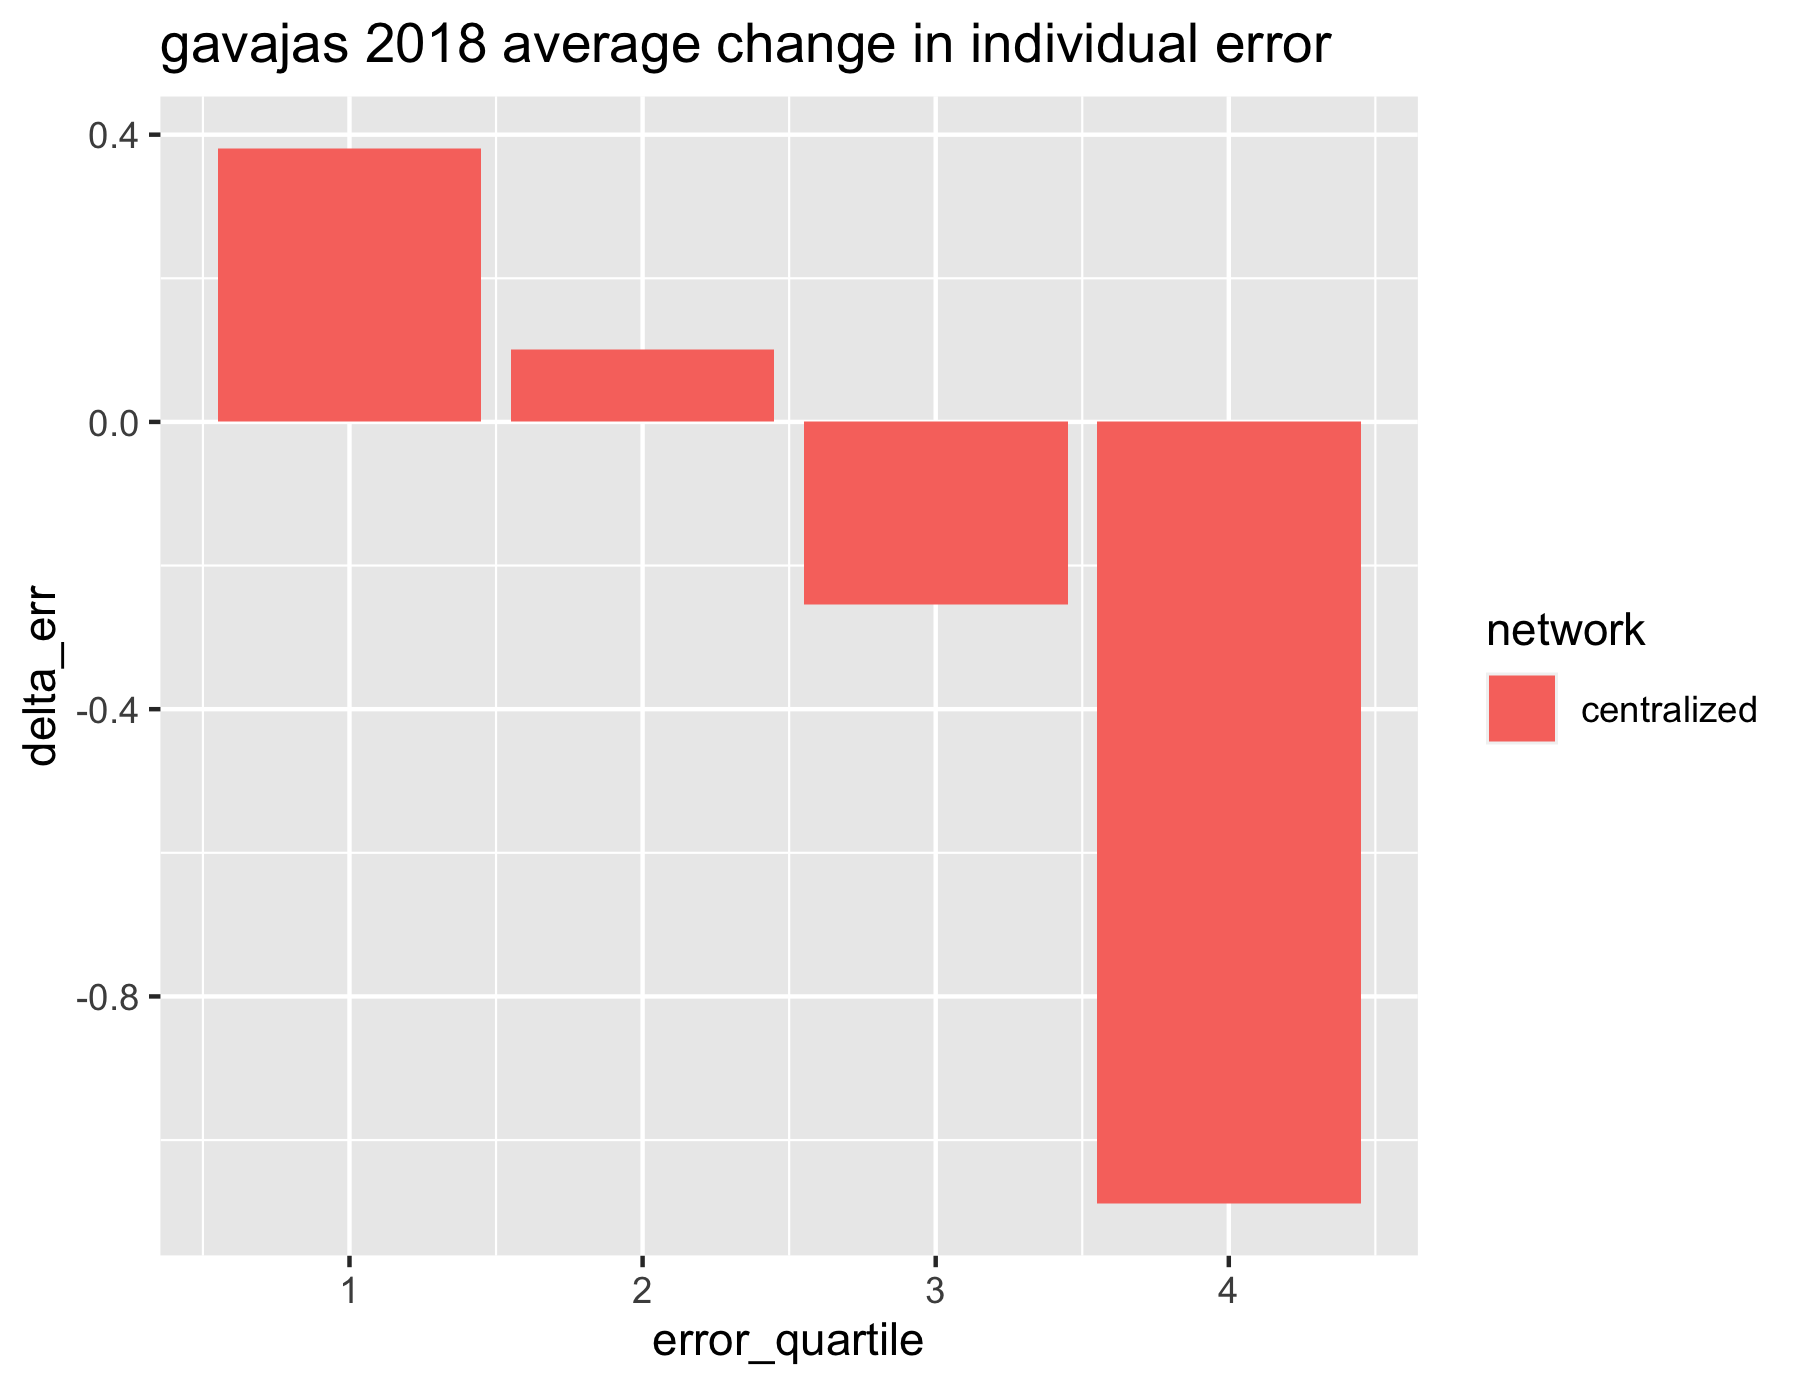 gavajas 2018 average change in individual error
0.4
0.0
-0.4
-0.8
delta_err
1 2 3 4
error_quartile
network
centralized